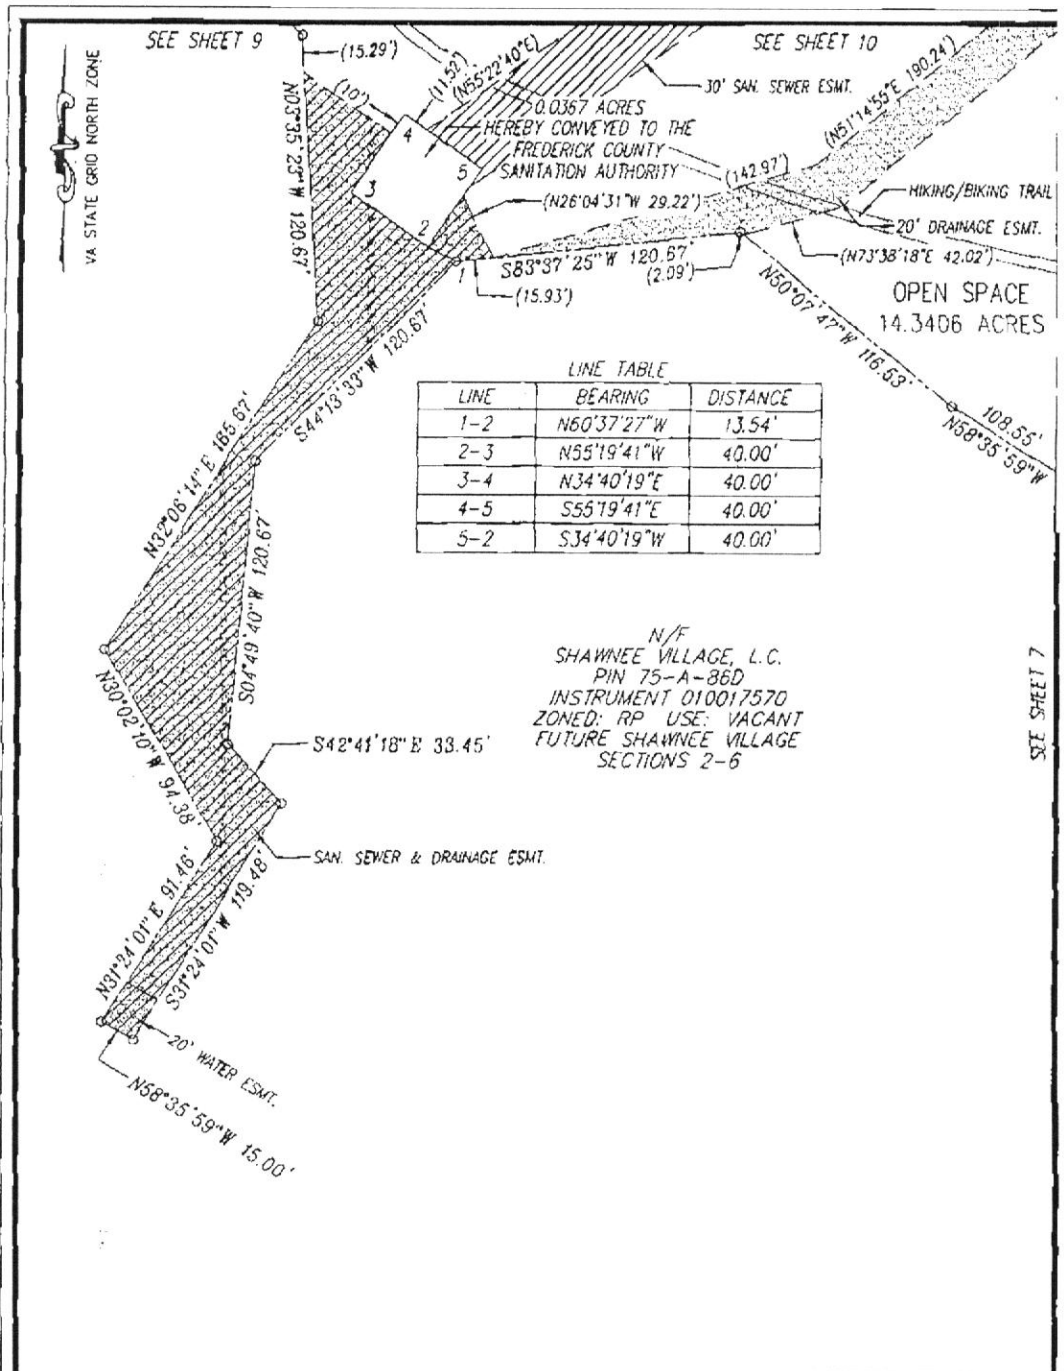 SEE SHEET 9
SEE SHEET 10
VA STATE GRID NORTH ZONE
(15.29')
(10')
(11.52')
(N55°22'40"E)
30' SAN. SEWER ESMT.
(N51°14'55"E 190.24')
0.0367 ACRES
HEREBY CONVEYED TO THE
FREDERICK COUNTY
SANITATION AUTHORITY
(142.97')
HIKING/BIKING TRAIL
20' DRAINAGE ESMT.
N03°35'23"W 120.67'
4
3
5
2
1
(N26°04'31"W 29.22')
S83°37'25"W 120.67'
(2.09')
(15.93')
(N73°38'18"E 42.02')
OPEN SPACE
14.3406 ACRES
N50°07'47"W 116.53'
108.55'
N58°35'59"W
S44°13'33"W 120.67'
LINE TABLE
LINE BEARING DISTANCE
1-2 N60°37'27"W 13.54'
2-3 N55°19'41"W 40.00'
3-4 N34°40'19"E 40.00'
4-5 S55°19'41"E 40.00'
5-2 S34°40'19"W 40.00'
N32°06'14"E 165.67'
S04°49'40"W 120.67'
N/F
SHAWNEE VILLAGE, L.C.
PIN 75-A-86D
INSTRUMENT 010017570
ZONED: RP USE: VACANT
FUTURE SHAWNEE VILLAGE
SECTIONS 2-6
SEE SHEET 7
N30°02'10"W 94.38'
S42°41'18"E 33.45'
SAN. SEWER & DRAINAGE ESMT.
N31°24'01"E 91.46'
S31°24'01"W 119.48'
20' WATER ESMT.
N58°35'59"W 15.00'